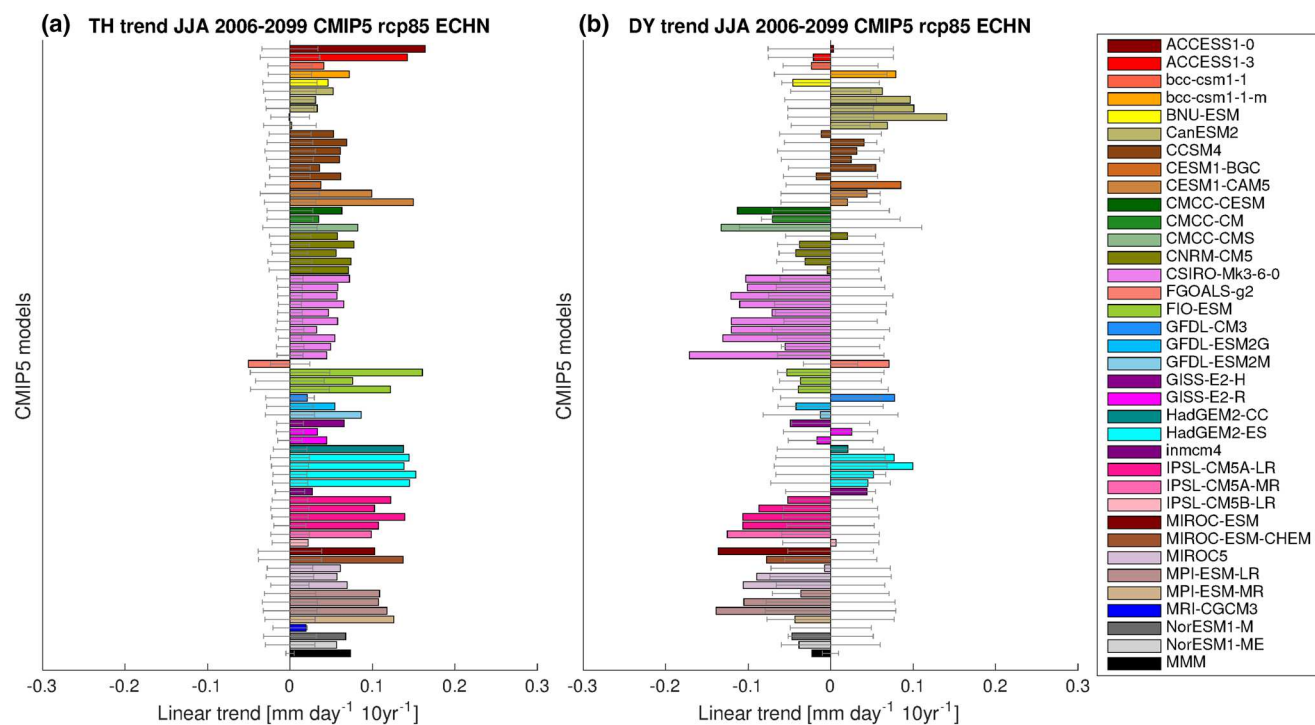 (a) TH trend JJA 2006-2099 CMIP5 rcp85 ECHN
CMIP5 models
-0.3 -0.2 -0.1 0 0.1 0.2 0.3
Linear trend [mm day-1 10yr-1]
(b) DY trend JJA 2006-2099 CMIP5 rcp85 ECHN
CMIP5 models
-0.3 -0.2 -0.1 0 0.1 0.2 0.3
Linear trend [mm day-1 10yr-1]
ACCESS1-0
ACCESS1-3
bcc-csm1-1
bcc-csm1-1-m
BNU-ESM
CanESM2
CCSM4
CESM1-BGC
CESM1-CAM5
CMCC-CESM
CMCC-CM
CMCC-CMS
CNRM-CM5
CSIRO-Mk3-6-0
FGOALS-g2
FIO-ESM
GFDL-CM3
GFDL-ESM2G
GFDL-ESM2M
GISS-E2-H
GISS-E2-R
HadGEM2-CC
HadGEM2-ES
inmcm4
IPSL-CM5A-LR
IPSL-CM5A-MR
IPSL-CM5B-LR
MIROC-ESM
MIROC-ESM-CHEM
MIROC5
MPI-ESM-LR
MPI-ESM-MR
MRI-CGCM3
NorESM1-M
NorESM1-ME
MMM